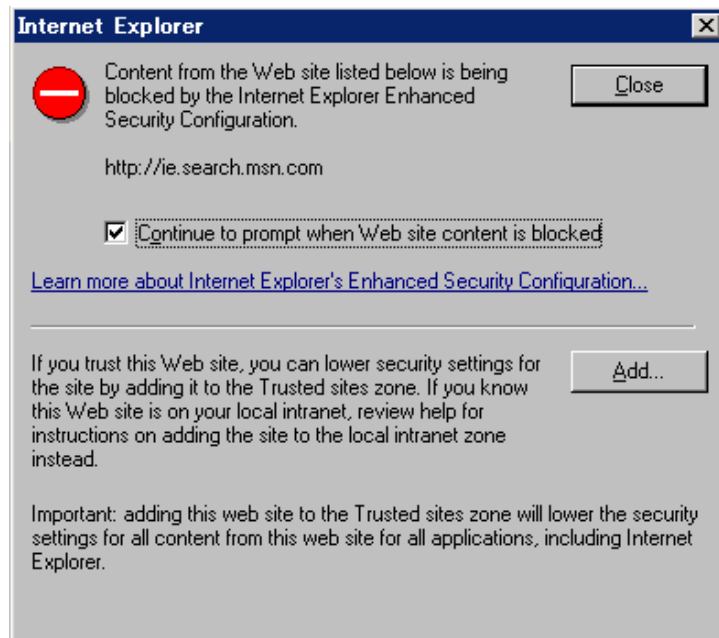 Internet Explorer
Content from the Web site listed below is being
blocked by the Internet Explorer Enhanced
Security Configuration.
Close
http://ie.search.msn.com
Continue to prompt when Web site content is blocked
Learn more about Internet Explorer's Enhanced Security Configuration...
If you trust this Web site, you can lower security settings for
the site by adding it to the Trusted sites zone. If you know
this Web site is on your local intranet, review help for
instructions on adding the site to the local intranet zone
instead.
Add...
Important: adding this web site to the Trusted sites zone will lower the security
settings for all content from this web site for all applications, including Internet
Explorer.